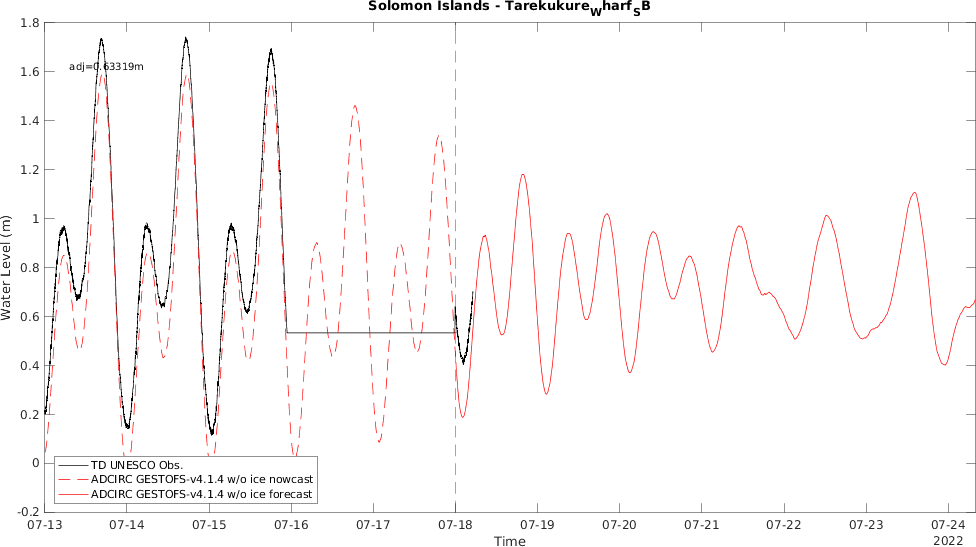 Solomon Islands - TarekukureWharfSB
1.8
1.6
1.4
1.2
1
0.8
0.6
0.4
0.2
0
-0.2
Water Level (m)
adj=0.63319m
TD UNESCO Obs.
ADCIRC GESTOFS-v4.1.4 w/o ice nowcast
ADCIRC GESTOFS-v4.1.4 w/o ice forecast
07-13 07-14 07-15 07-16 07-17 07-18 07-19 07-20 07-21 07-22 07-23 07-24
2022
Time